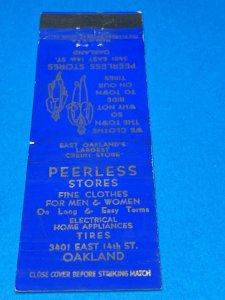 PEERLESS STORES
3401 EAST 14th ST.
OAKLAND
WE CLOTHE
THE TOWN
SO
WHY NOT
RIDE
TO TOWN
ON OUR
TIRES
EAST OAKLAND'S
LARGEST
CREDIT STORE"
PEERLESS
STORES
FINE CLOTHES
FOR MEN & WOMEN
On Long & Easy Terms
ELECTRICAL
HOME APPLIANCES
TIRES
3401 EAST 14th ST.
OAKLAND
CLOSE COVER BEFORE STRIKING MATCH